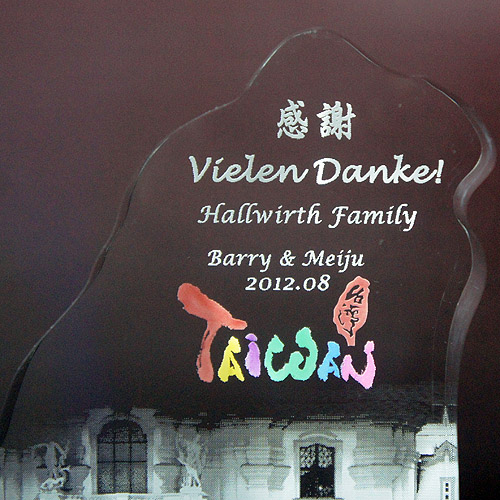 感謝
Vielen Danke!
Hallwirth Family
Barry & Meiju
2012.08
台灣
TAIWAN